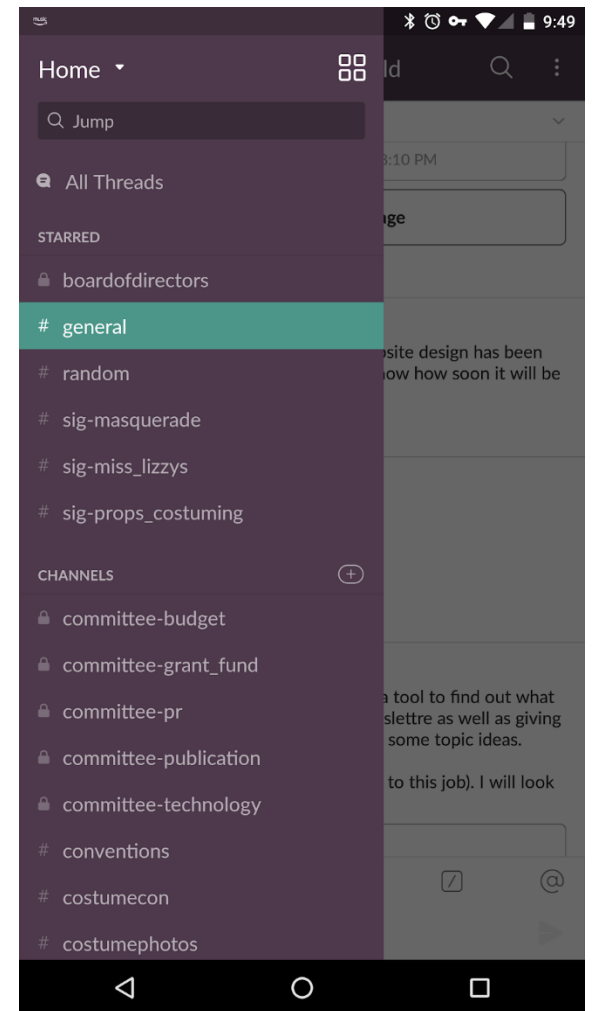 music
9:49
Home
ld
Jump
All Threads
3:10 PM
age
STARRED
boardofdirectors
# general
# random
# sig-masquerade
# sig-miss_lizzys
# sig-props_costuming
site design has been
ow how soon it will be
CHANNELS
committee-budget
committee-grant_fund
committee-pr
committee-publication
committee-technology
# conventions
# costumecon
# costumephotos
a tool to find out what
slettre as well as giving
some topic ideas.
to this job). I will look
@